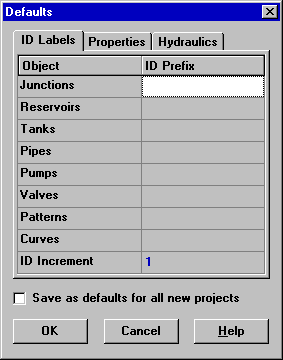 Defaults
ID Labels Properties Hydraulics
Object ID Prefix
Junctions
Reservoirs
Tanks
Pipes
Pumps
Valves
Patterns
Curves
ID Increment 1
Save as defaults for all new projects
OK Cancel Help